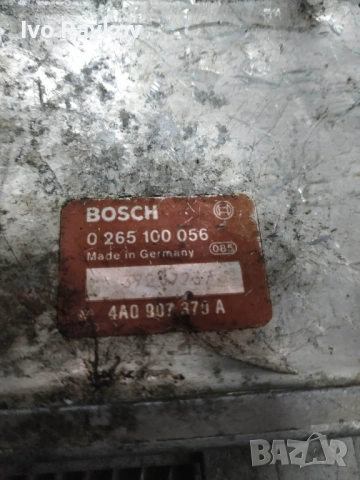 Ivo Raykov
BOSCH
0 265 100 056
Made in Germany 085
4A0 907 379 A
BAZAR